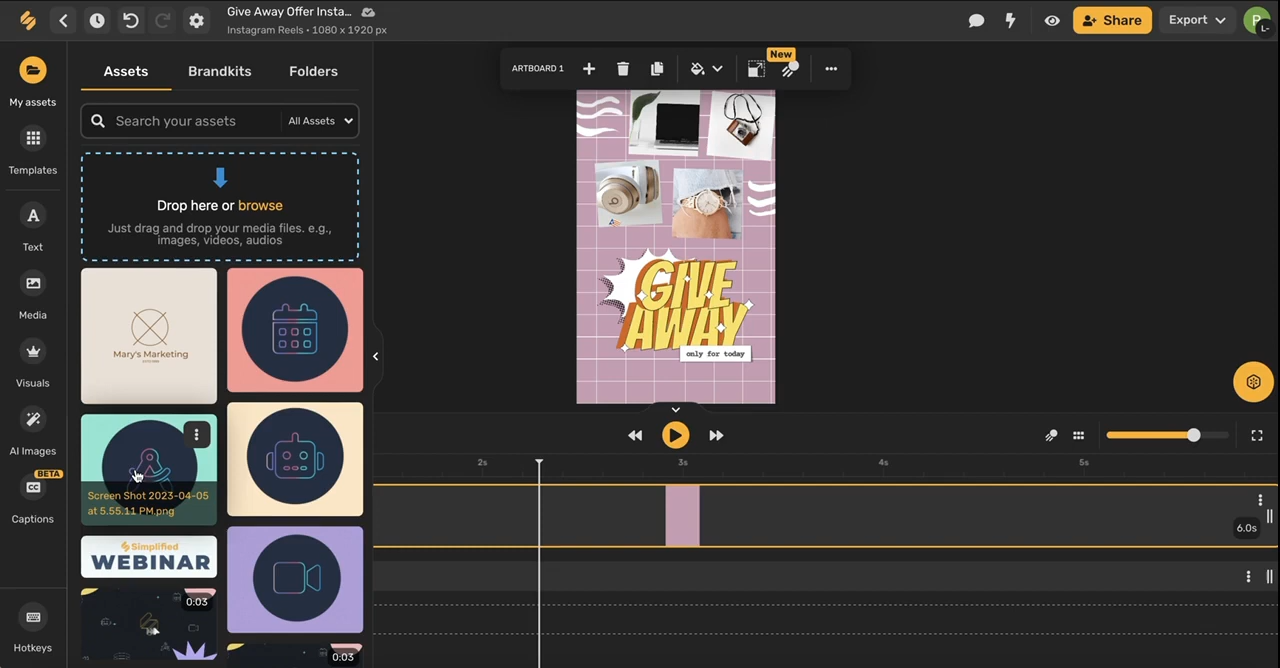 Give Away Offer Insta...
Instagram Reels • 1080 x 1920 px
Share
Export
P
L-
My assets
Templates
Text
Media
Visuals
AI Images
BETA
CC
Captions
Hotkeys
Assets
Brandkits
Folders
Search your assets
All Assets
Drop here or browse
Just drag and drop your media files. e.g.,
images, videos, audios
Mary's Marketing
Screen Shot 2023-04-05
at 5.55.11 PM.png
Simplified
WEBINAR
0:03
0:03
ARTBOARD 1
New
GIVE
AWAY
only for today
2s
3s
4s
5s
6.0s